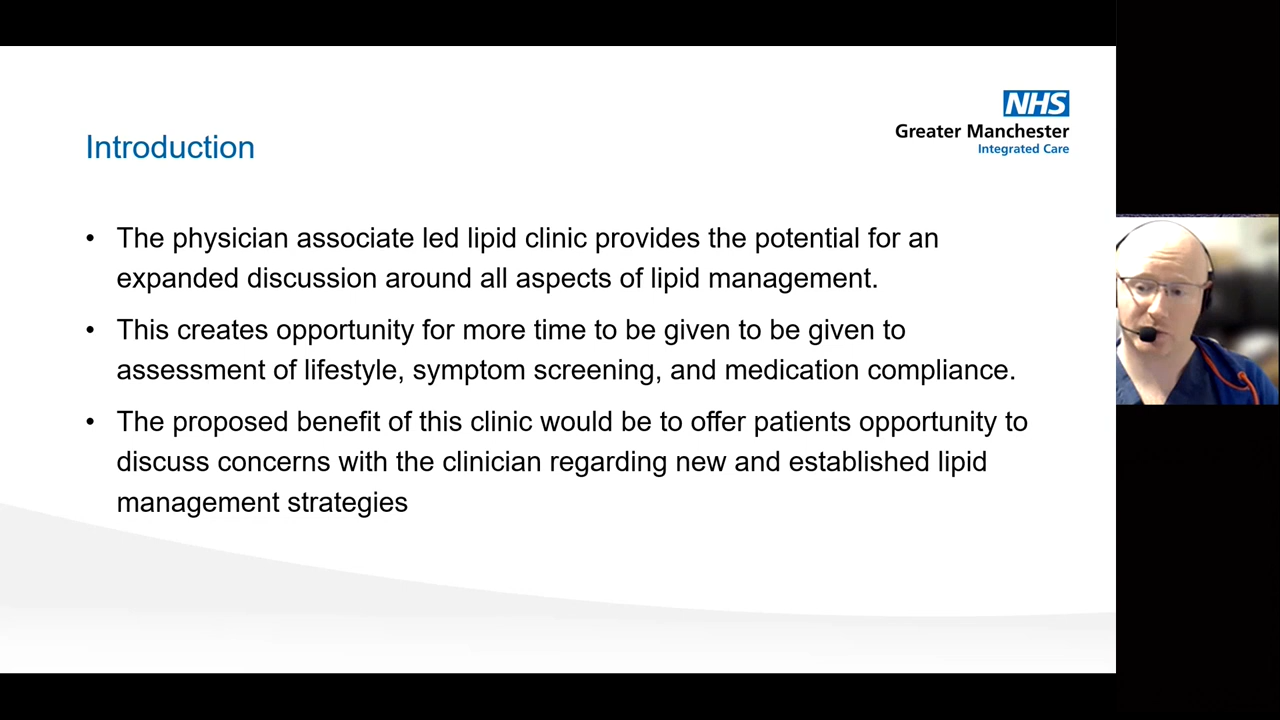 NHS
Greater Manchester
Integrated Care
Introduction
• The physician associate led lipid clinic provides the potential for an
expanded discussion around all aspects of lipid management.
• This creates opportunity for more time to be given to be given to
assessment of lifestyle, symptom screening, and medication compliance.
• The proposed benefit of this clinic would be to offer patients opportunity to
discuss concerns with the clinician regarding new and established lipid
management strategies